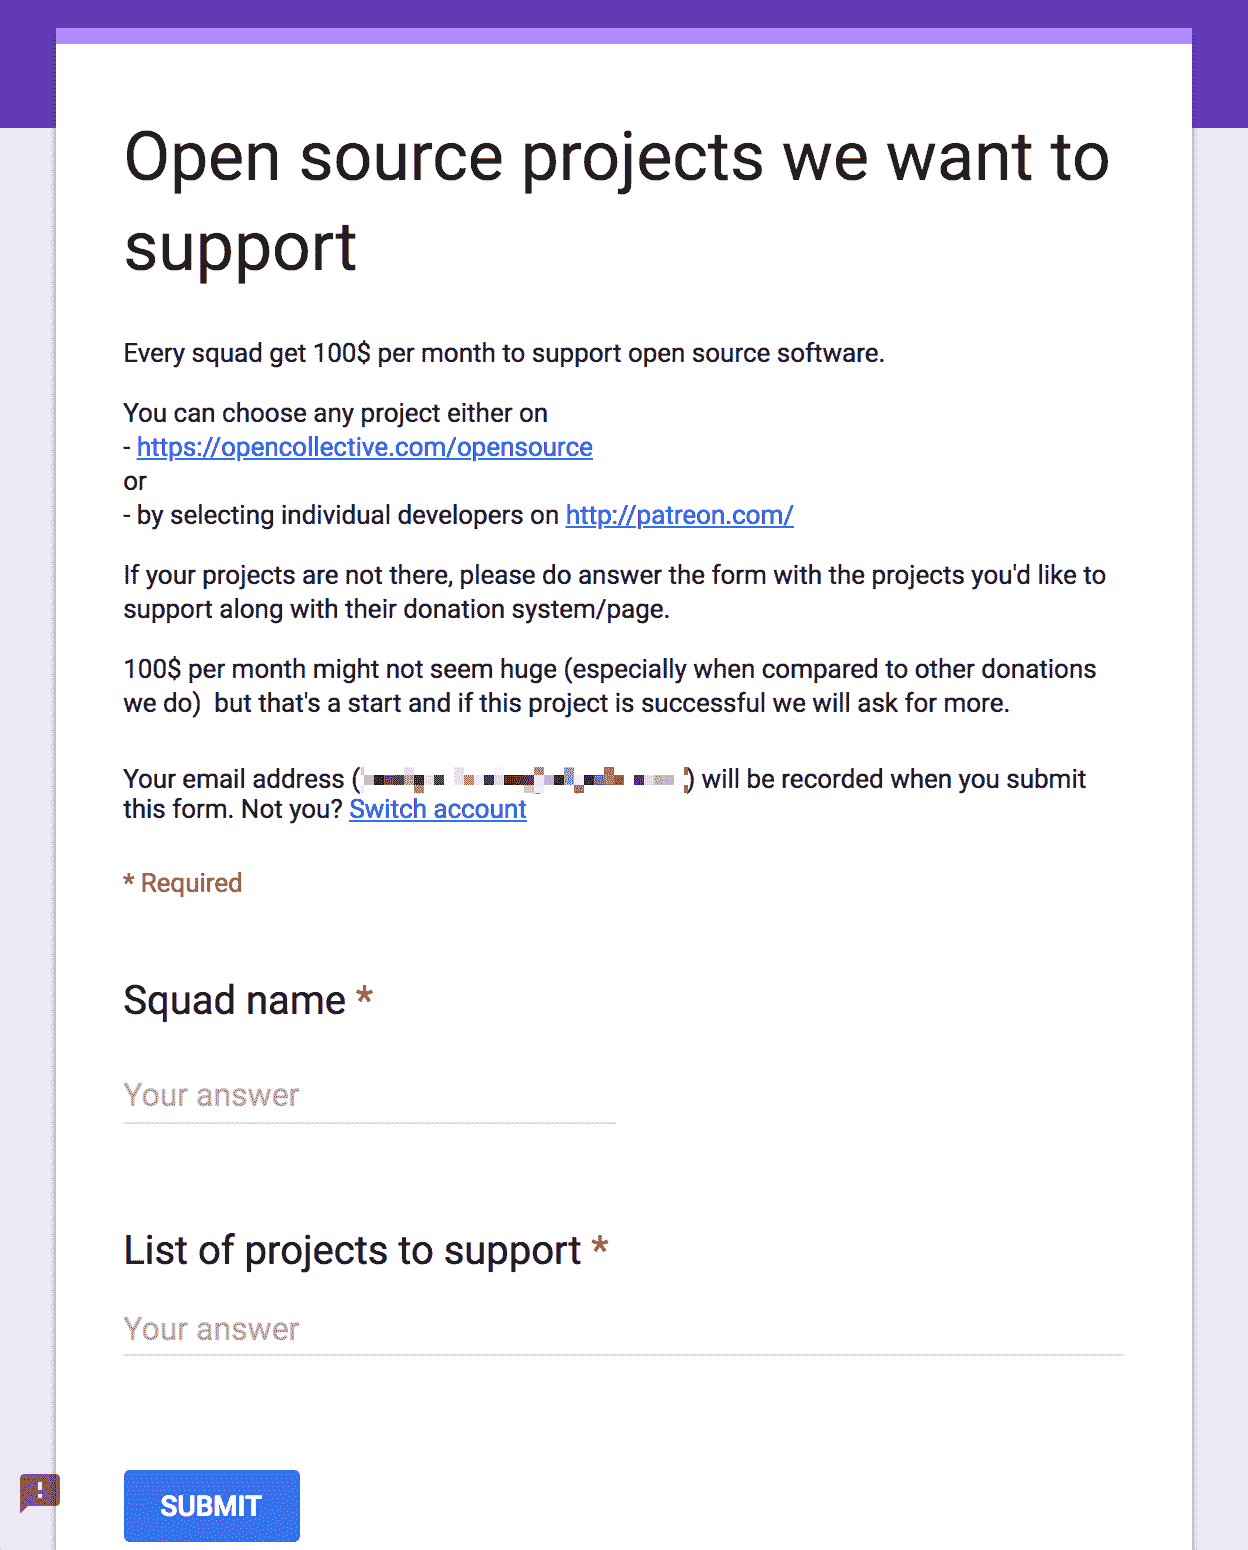 Open source projects we want to
support
Every squad get 100$ per month to support open source software.
You can choose any project either on
- https://opencollective.com/opensource
or
- by selecting individual developers on http://patreon.com/
If your projects are not there, please do answer the form with the projects you'd like to
support along with their donation system/page.
100$ per month might not seem huge (especially when compared to other donations
we do)  but that's a start and if this project is successful we will ask for more.
Your email address () will be recorded when you submit
this form. Not you? Switch account
* Required
Squad name *
Your answer
List of projects to support *
Your answer
SUBMIT